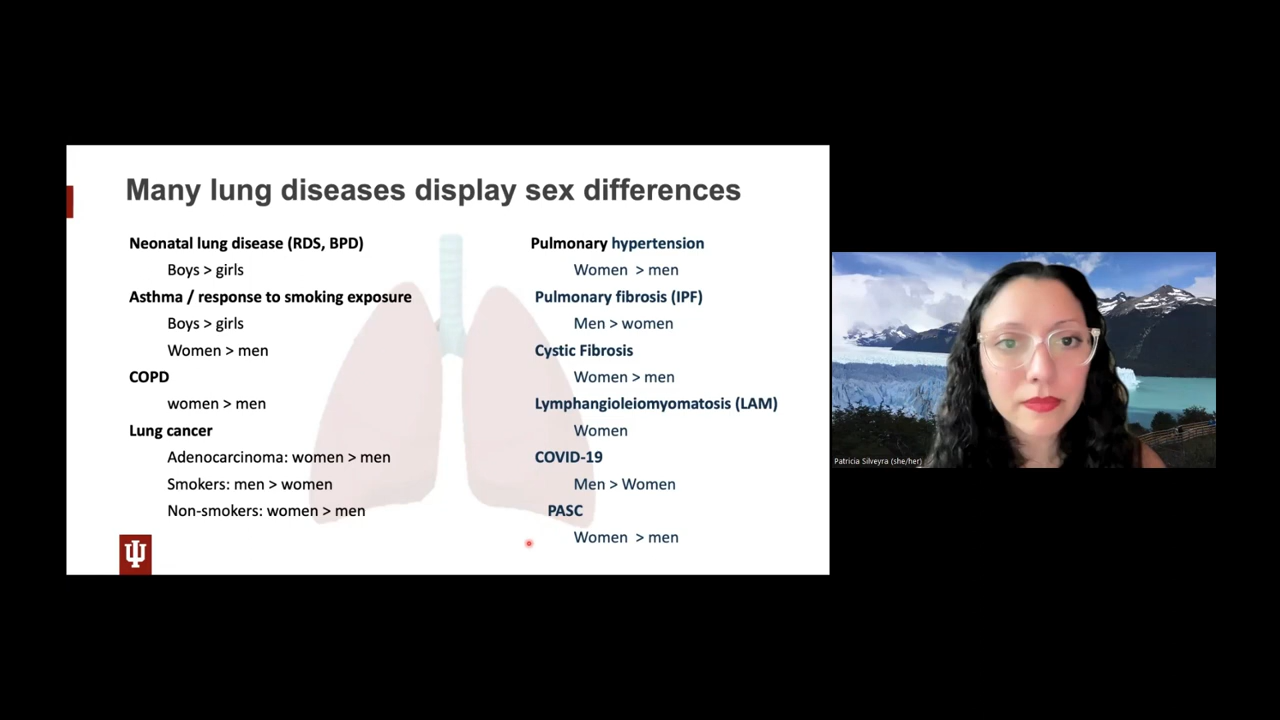 Many lung diseases display sex differences
Neonatal lung disease (RDS, BPD)
Boys > girls
Asthma / response to smoking exposure
Boys > girls
Women > men
COPD
women > men
Lung cancer
Adenocarcinoma: women > men
Smokers: men > women
Non-smokers: women > men
Pulmonary hypertension
Women > men
Pulmonary fibrosis (IPF)
Men > women
Cystic Fibrosis
Women > men
Lymphangioleiomyomatosis (LAM)
Women
COVID-19
Men > Women
PASC
Women > men
Patricia Silveyra (she/her)